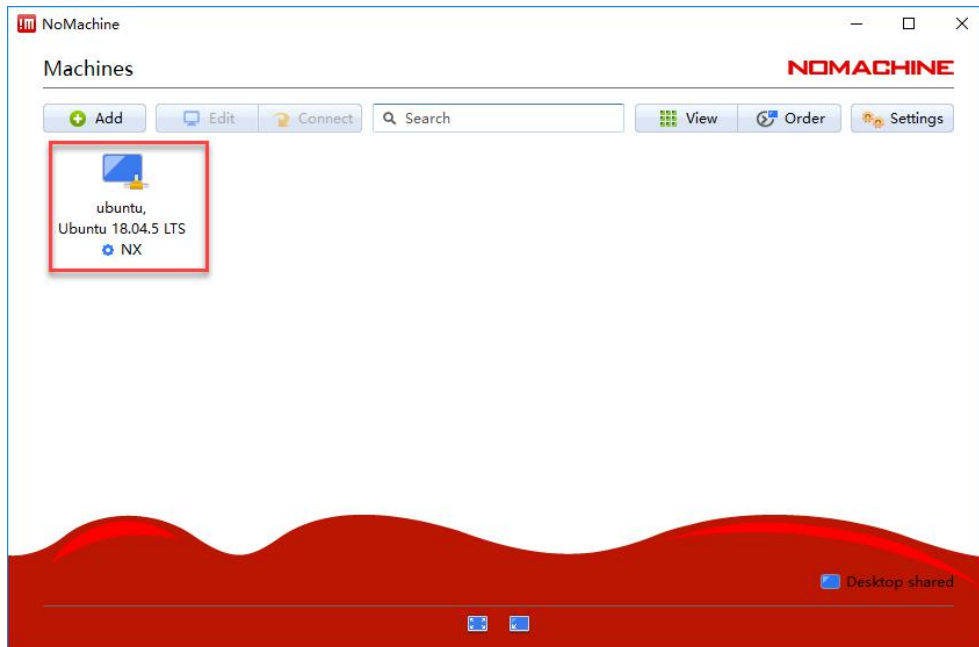 NoMachine
Machines
NOMACHINE
Add
Edit
Connect
Search
View
Order
Settings
ubuntu,
Ubuntu 18.04.5 LTS
NX
Desktop shared